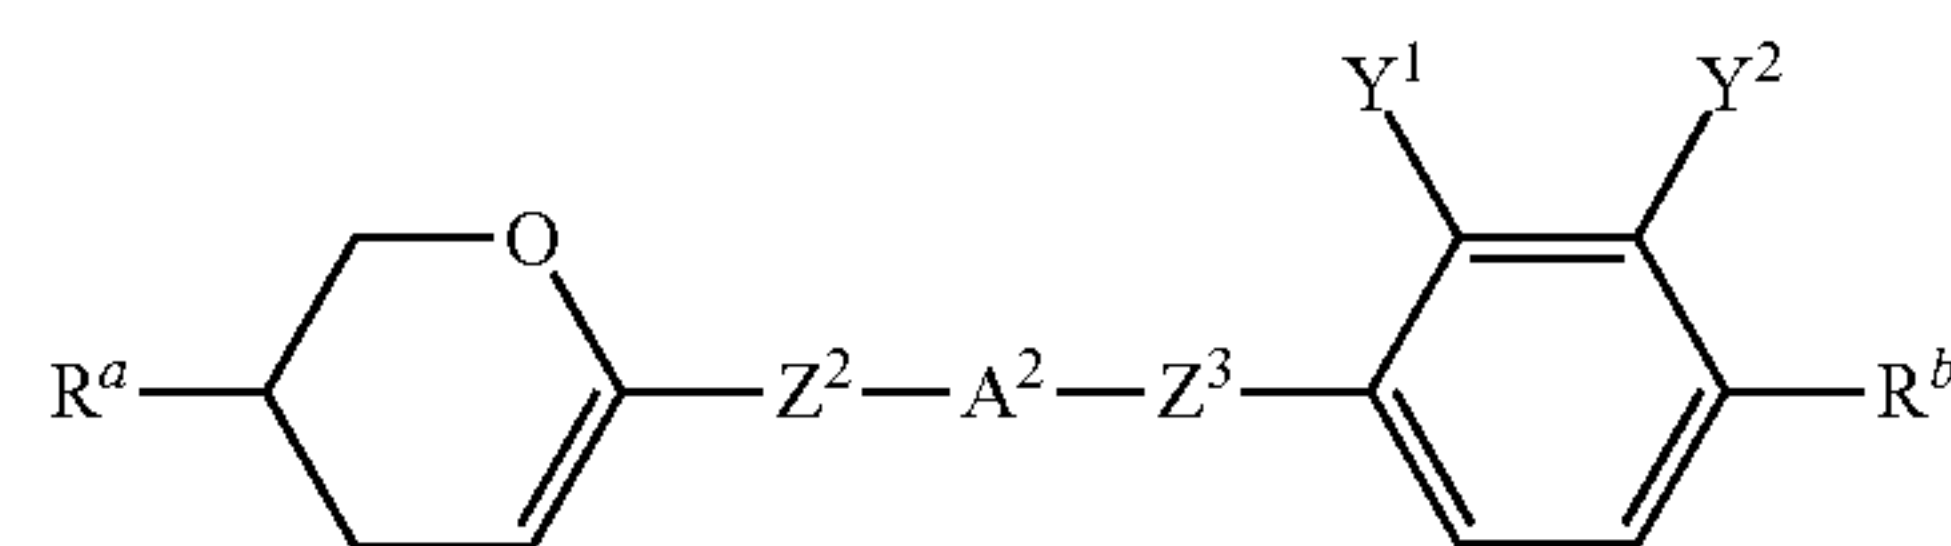 Y¹ Y²
O
Rᵃ Z² A² Z³ Rᵇ